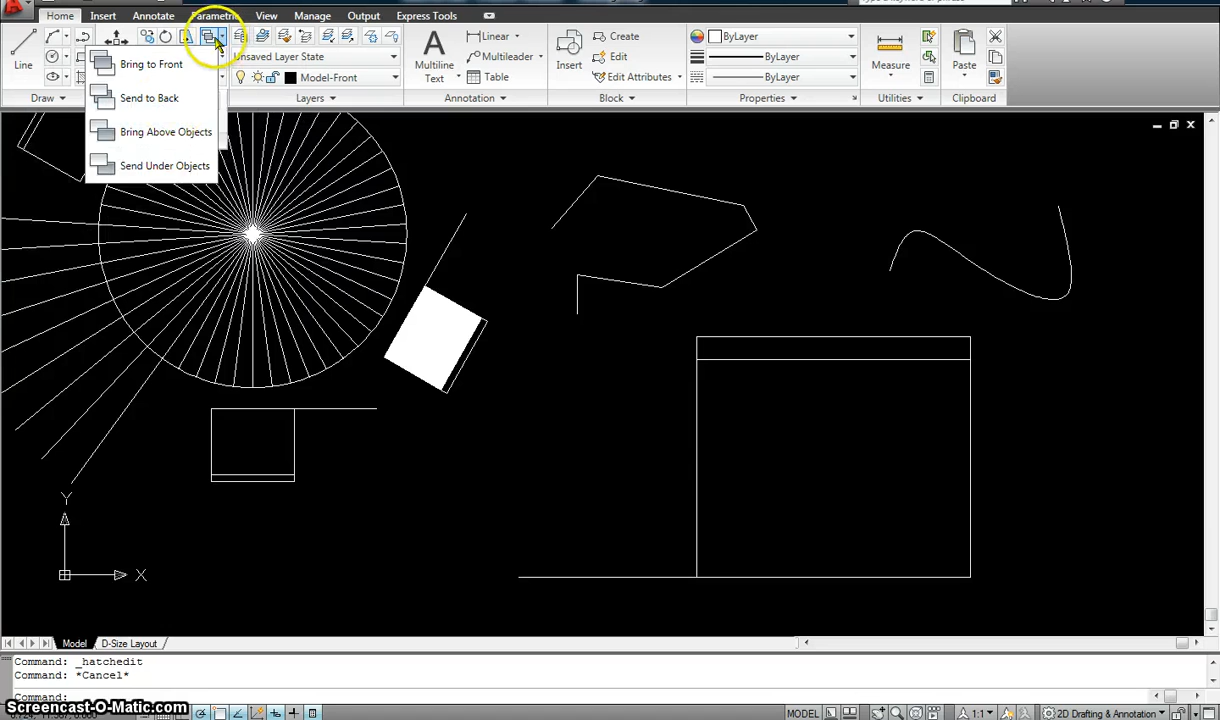 Home Insert Annotate Parametric View Manage Output Express Tools
Linear Create ByLayer
Line Multiline Text Multileader Unsaved Layer State Insert Edit ByLayer Measure Paste
Table Model-Front Edit Attributes ByLayer
Draw Layers Annotation Block Properties Utilities Clipboard
Bring to Front
Send to Back
Bring Above Objects
Send Under Objects
Y
X
Model D-Size Layout
Command: _hatchedit
Command: *Cancel*
Command:
Screencast-O-Matic.com
MODEL 1:1 2D Drafting & Annotation